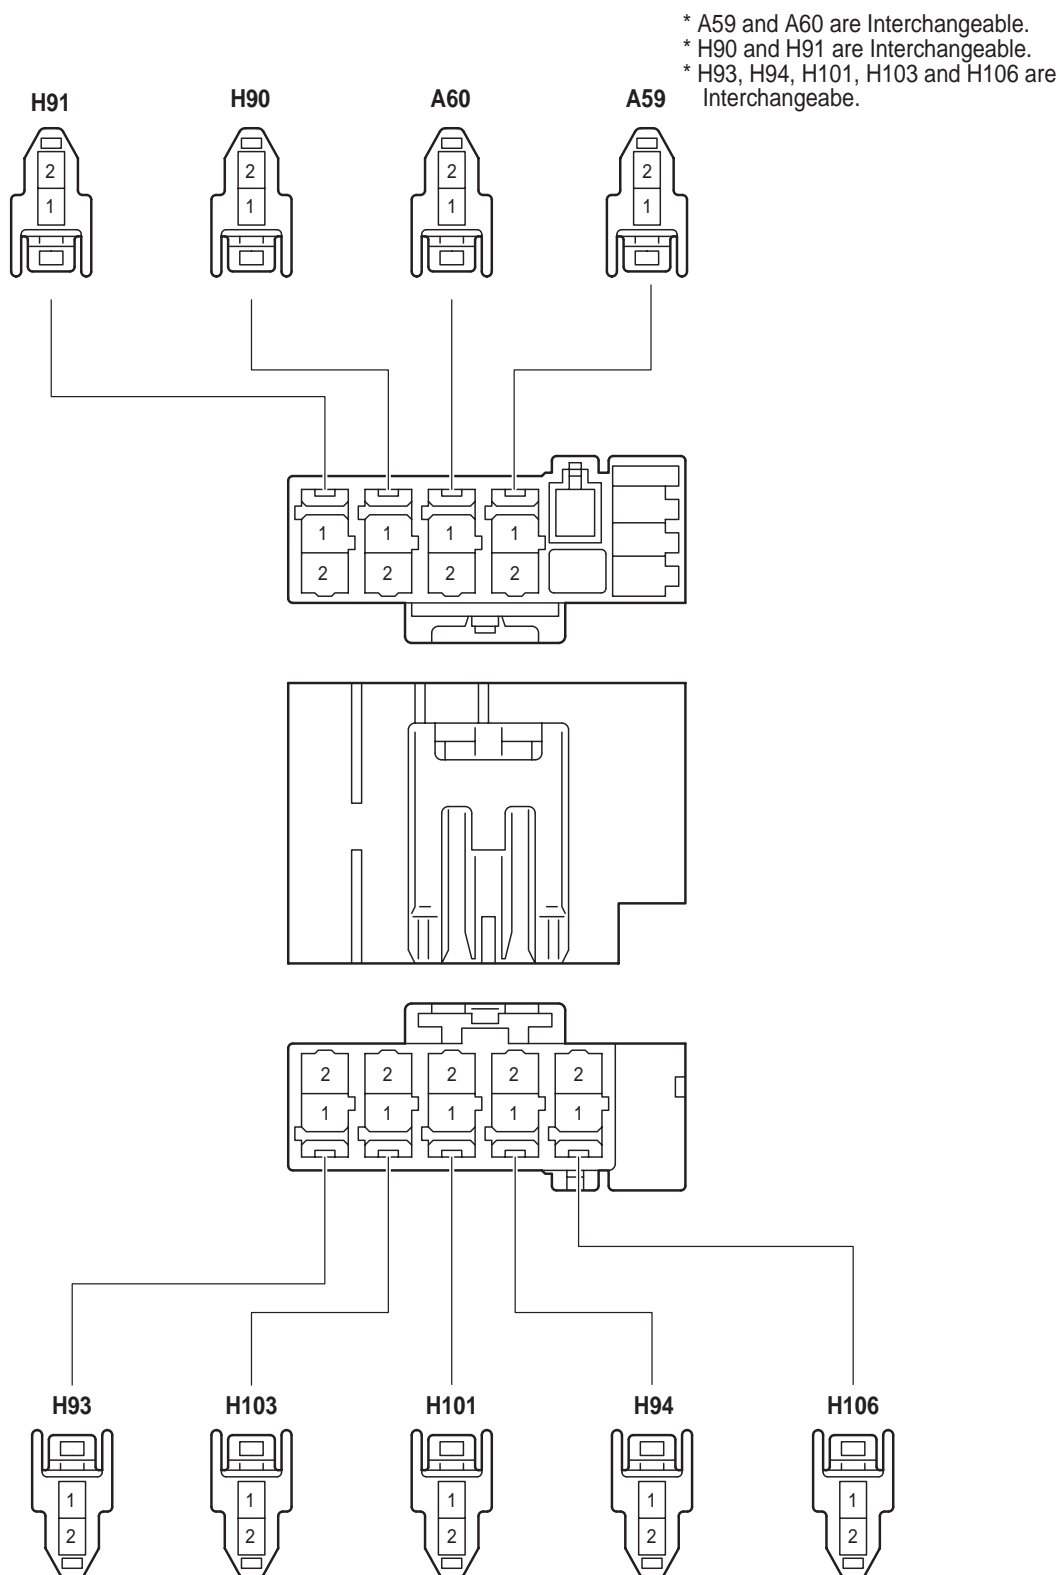 * A59 and A60 are Interchangeable.
* H90 and H91 are Interchangeable.
* H93, H94, H101, H103 and H106 are
Interchangeabe.
H91 H90 A60 A59
2 2 2 2
1 1 1 1
1 1 1 1
2 2 2 2
2 2 2 2 2
1 1 1 1 1
H93 H103 H101 H94 H106
1 1 1 1 1
2 2 2 2 2